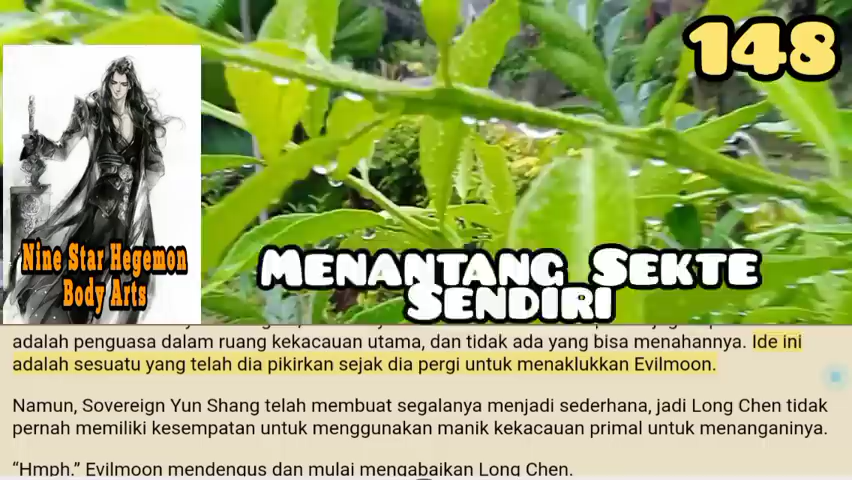 148
Nine Star Hegemon
Body Arts
MENANTANG SEKTE
SENDIRI
adalah penguasa dalam ruang kekacauan utama, dan tidak ada yang bisa menahannya. Ide ini
adalah sesuatu yang telah dia pikirkan sejak dia pergi untuk menaklukkan Evilmoon.
Namun, Sovereign Yun Shang telah membuat segalanya menjadi sederhana, jadi Long Chen tidak
pernah memiliki kesempatan untuk menggunakan manik kekacauan primal untuk menanganinya.
“Hmph.” Evilmoon mendengus dan mulai mengabaikan Long Chen.